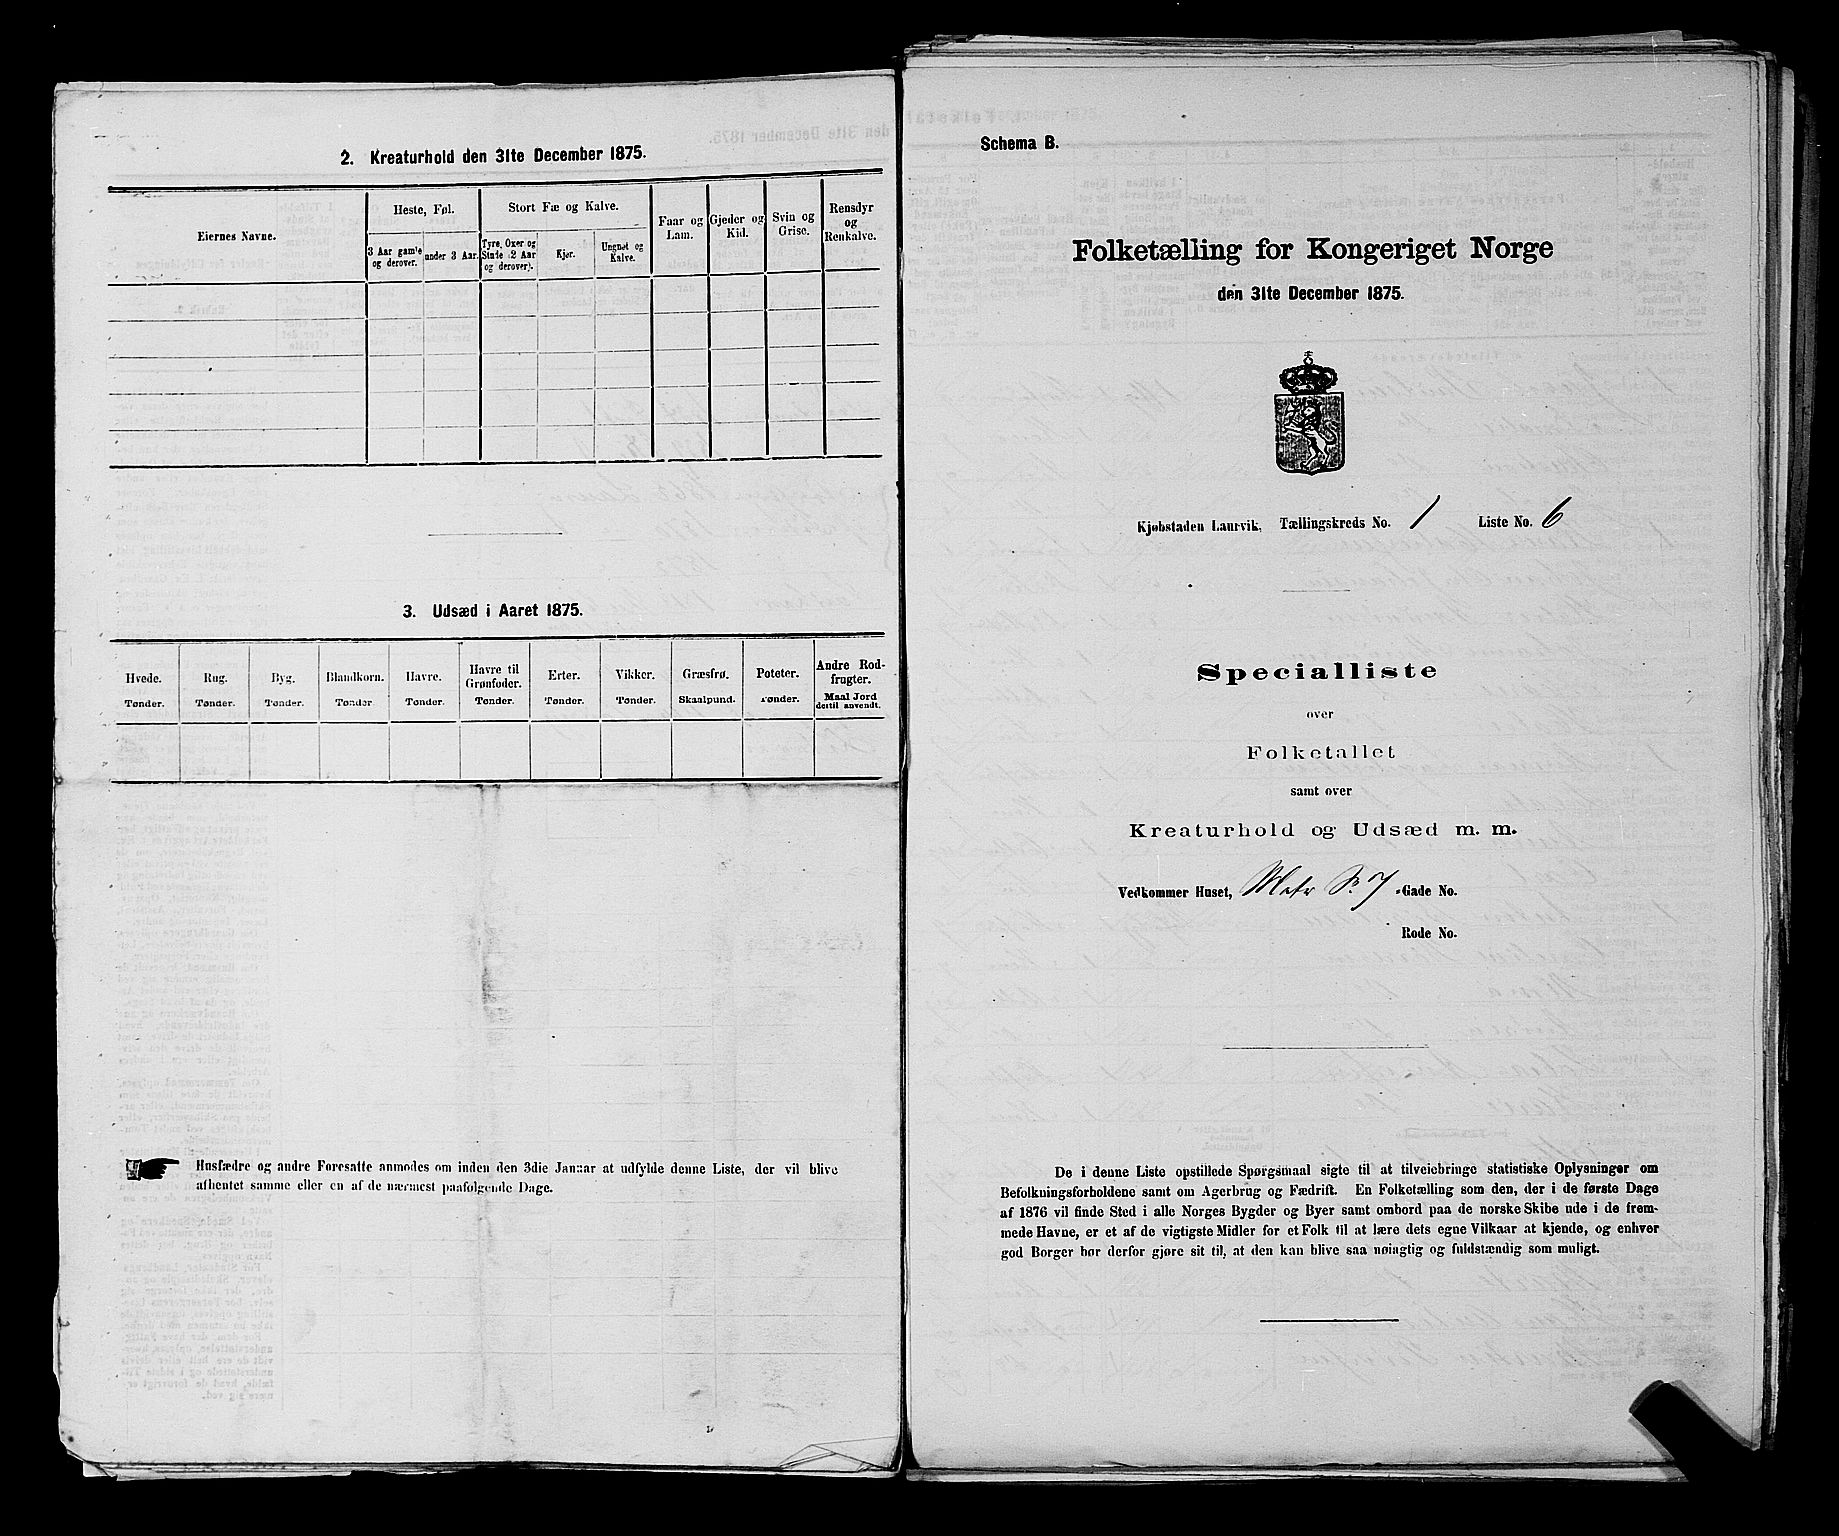 2. Kreaturhold den 31te December 1875.
Eiernes Navne.
Heste, Føl.
3 Aar gamle og derover.
under 3 Aar.
Stort Fæ og Kalve.
Tyre, Oxer og Stude (2 Aar og derover).
Kjør.
Ungnøt og Kalve.
Faar og Lam.
Gjeder og Kid.
Svin og Grise.
Rensdyr og Renkalve.
3. Udsæd i Aaret 1875.
Hvede. Tønder.
Rug. Tønder.
Byg. Tønder.
Blandkorn. Tønder
Havre. Tønder.
Havre til Grønfoder. Tønder.
Erter. Tønder.
Vikker. Tønder.
Græsfrø. Skaalpund.
Poteter. Tønder.
Andre Rodfrugter. Maal Jord dertil anvendt.
Husfædre og andre Foresatte anmodes om inden den 3die Januar at udfylde denne Liste, der vil blive
afhentet samme eller en af de nærmest paafølgende Dage.
Schema B.
Folketælling for Kongeriget Norge
den 31te December 1875.
Kjøbstaden Laurvik, Tællingskreds No. 1 Liste No. 6
Specialliste
over
Folketallet
samt over
Kreaturhold og Udsæd m. m.
Vedkommer Huset, Matr No 7 Gade No.
Rode No.
De i denne Liste opstillede Spørgsmaal sigte til at tilveiebringe statistiske Oplysninger om
Befolkningsforholdene samt om Agerbrug og Fædrift. En Folketælling som den, der i de første Dage
af 1876 vil finde Sted i alle Norges Bygder og Byer samt ombord paa de norske Skibe ude i de frem-
mede Havne, er et af de vigtigste Midler for et Folk til at lære dets egne Vilkaar at kjende, og enhver
god Borger bør derfor gjøre sit til, at den kan blive saa nøiagtig og fuldstændig som muligt.